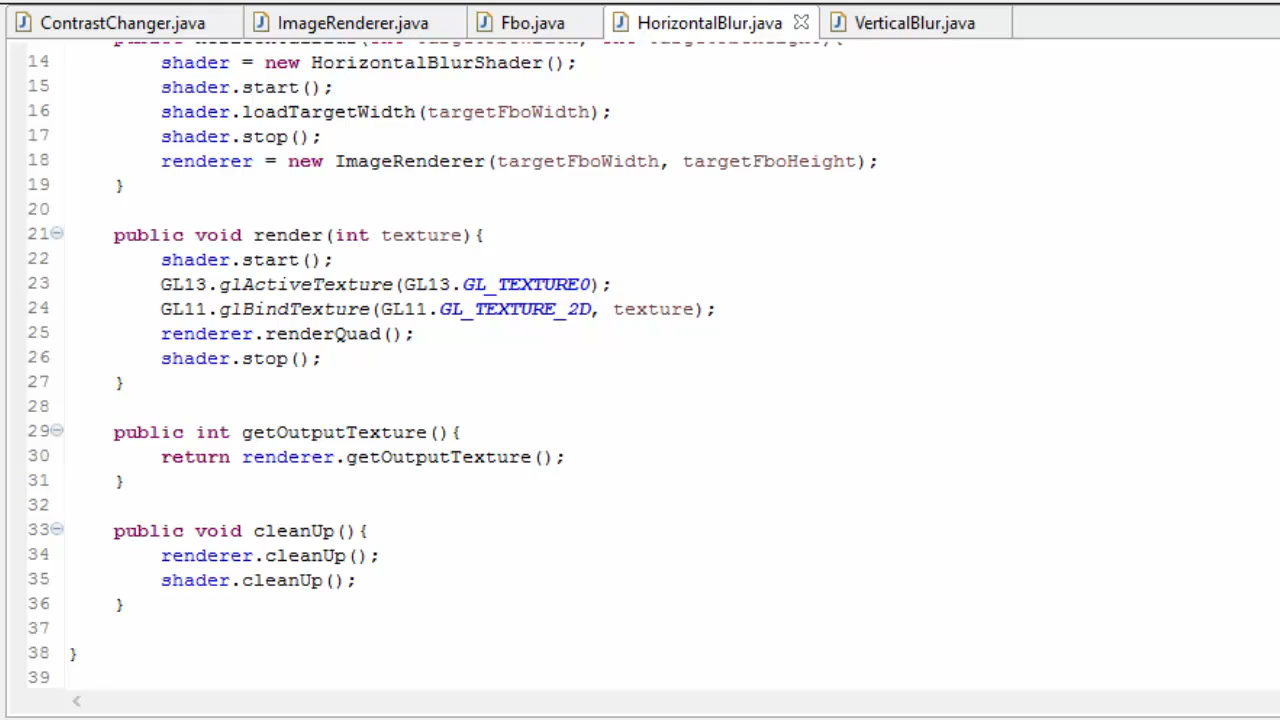 ContrastChanger.java ImageRenderer.java Fbo.java HorizontalBlur.java VerticalBlur.java
14 shader = new HorizontalBlurShader();
15 shader.start();
16 shader.loadTargetWidth(targetFboWidth);
17 shader.stop();
18 renderer = new ImageRenderer(targetFboWidth, targetFboHeight);
19 }
20
21 public void render(int texture){
22 shader.start();
23 GL13.glActiveTexture(GL13.GL_TEXTURE0);
24 GL11.glBindTexture(GL11.GL_TEXTURE_2D, texture);
25 renderer.renderQuad();
26 shader.stop();
27 }
28
29 public int getOutputTexture(){
30 return renderer.getOutputTexture();
31 }
32
33 public void cleanUp(){
34 renderer.cleanUp();
35 shader.cleanUp();
36 }
37
38 }
39